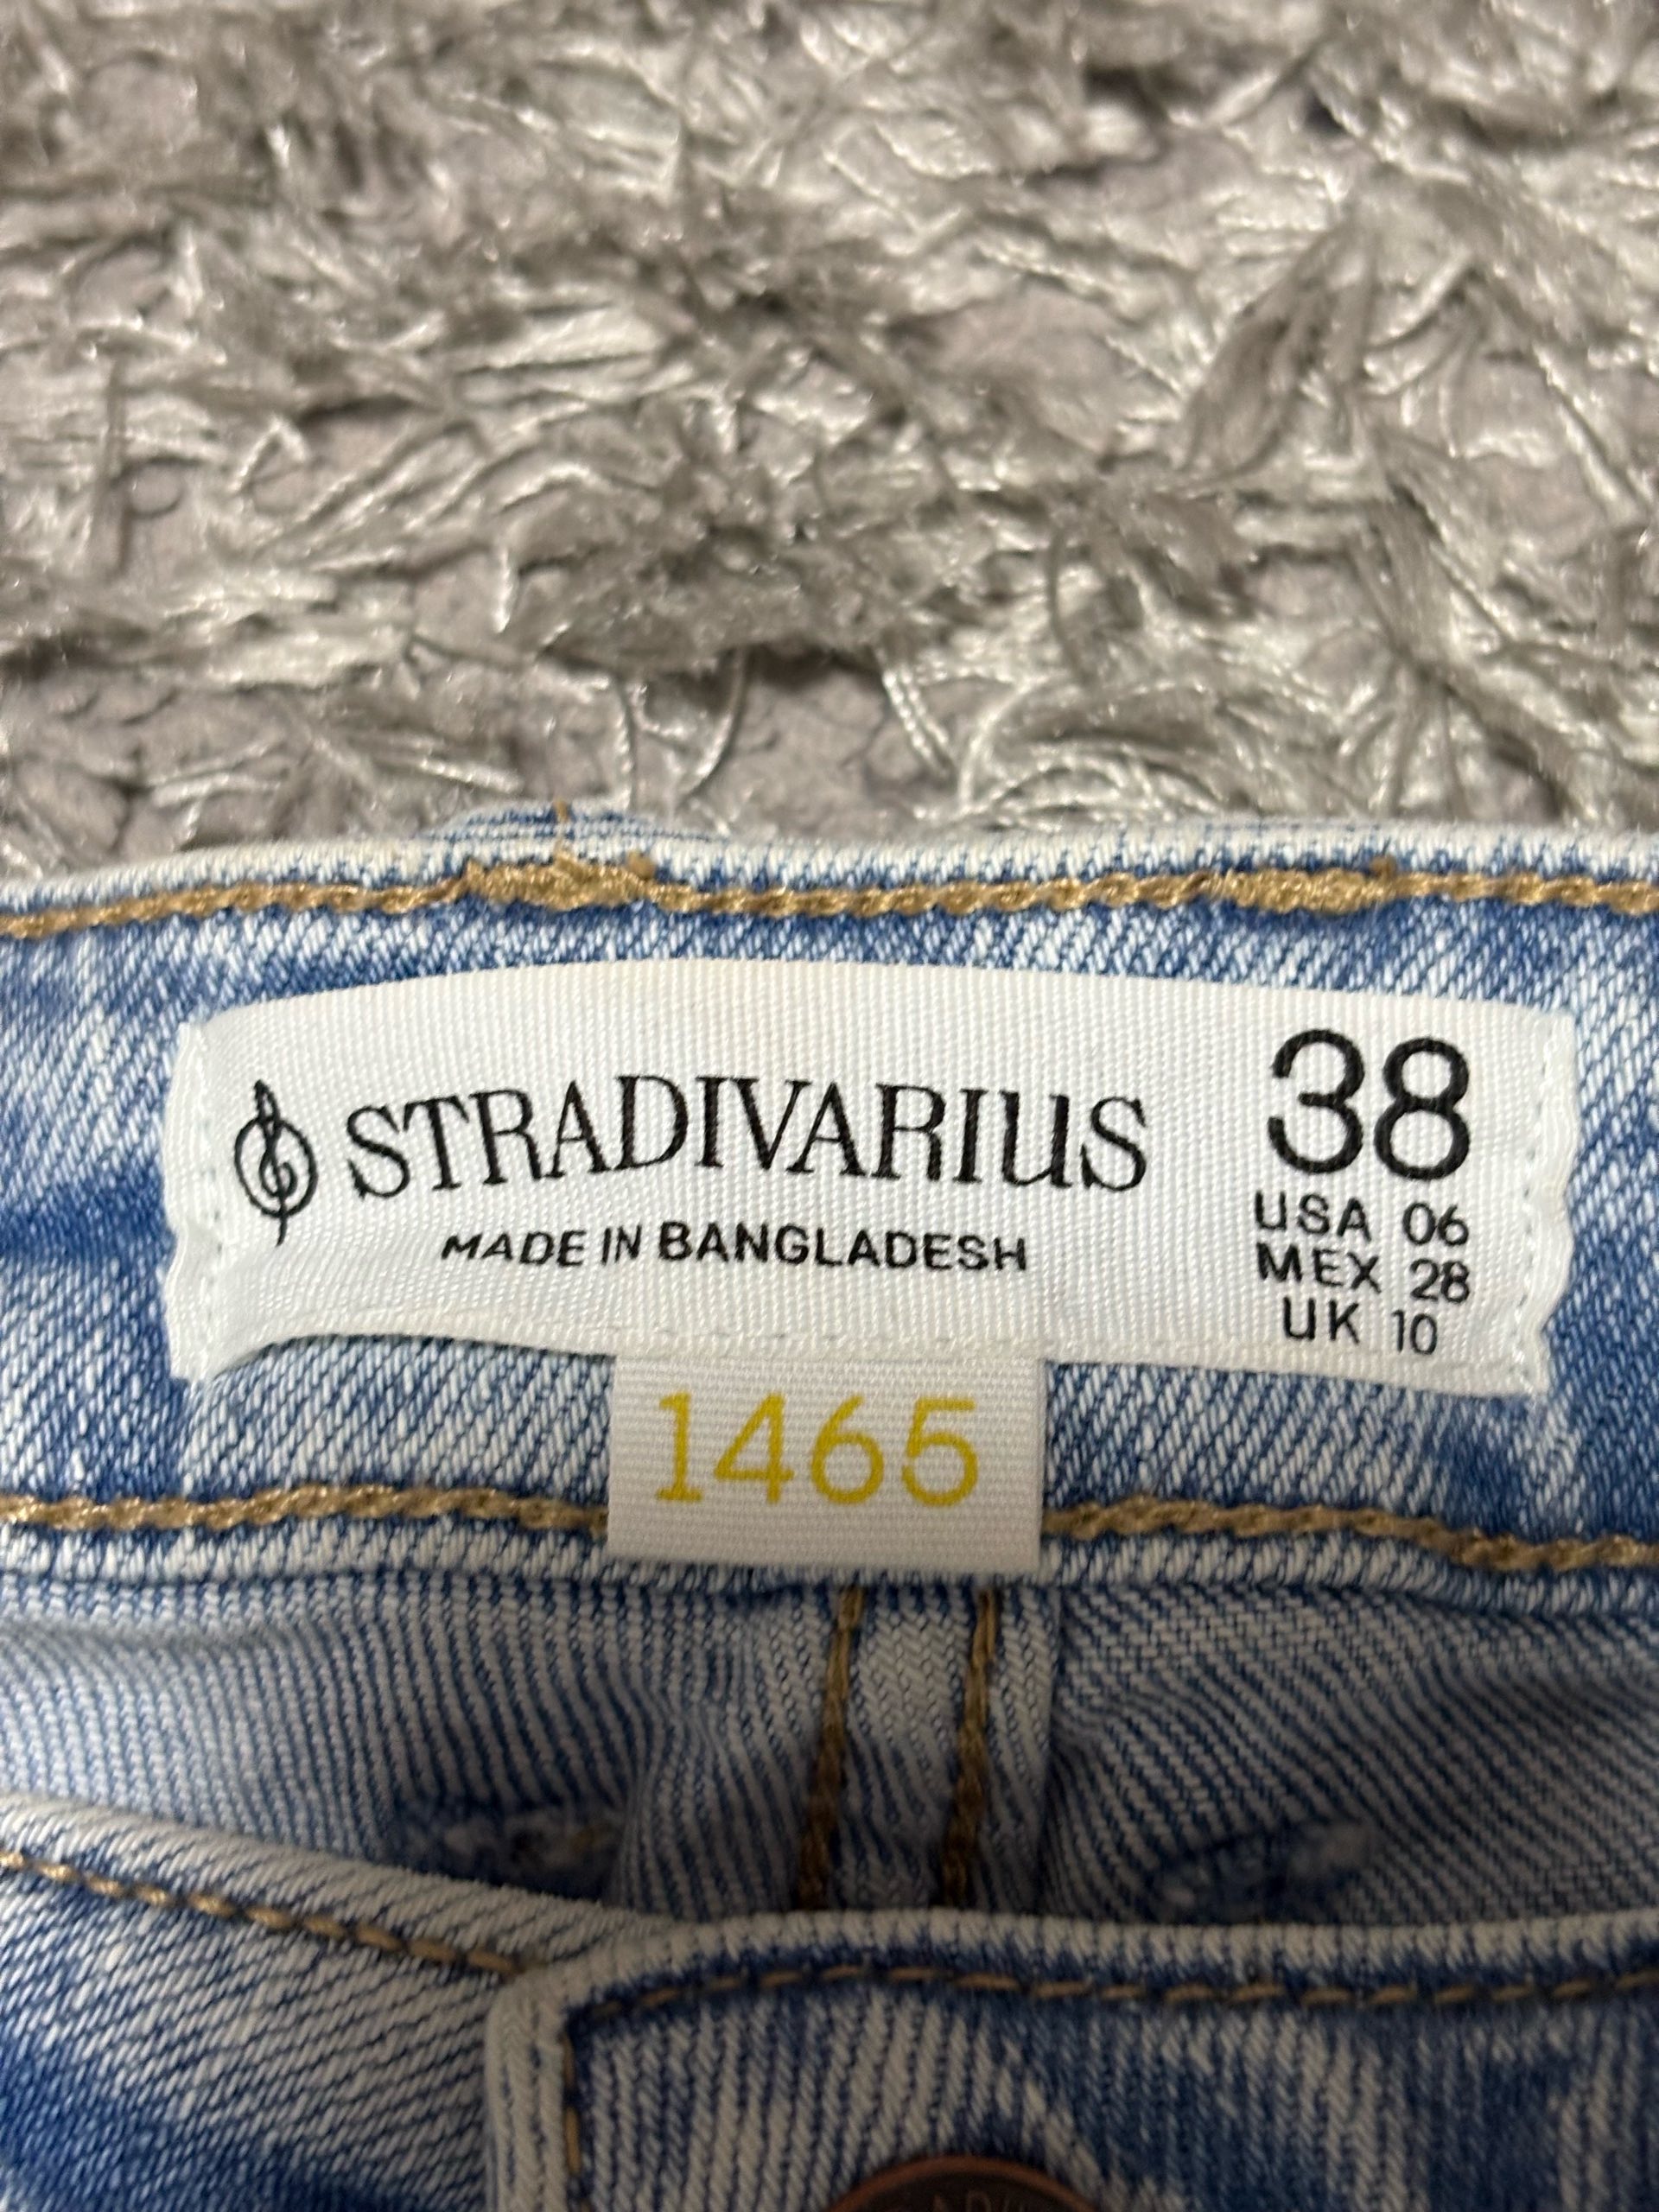 STRADIVARIUS
MADE IN BANGLADESH
38
USA 06
MEX 28
UK 10
1465